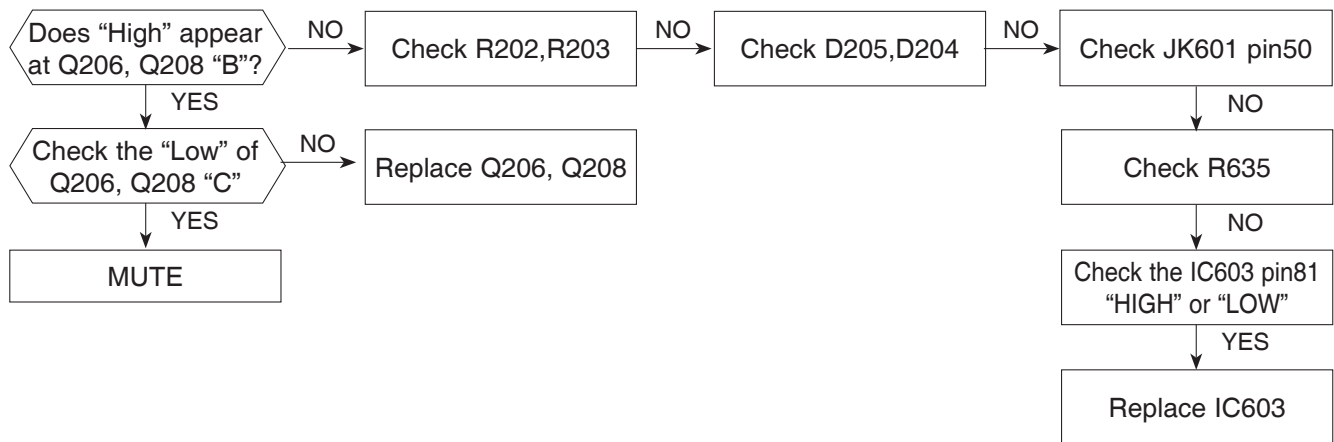 Does “High” appear
at Q206, Q208 “B”?
NO
Check R202,R203
NO
Check D205,D204
NO
Check JK601 pin50
YES
NO
Check the “Low” of
Q206, Q208 “C”
NO
Replace Q206, Q208
Check R635
YES
NO
MUTE
Check the IC603 pin81
“HIGH” or “LOW”
YES
Replace IC603